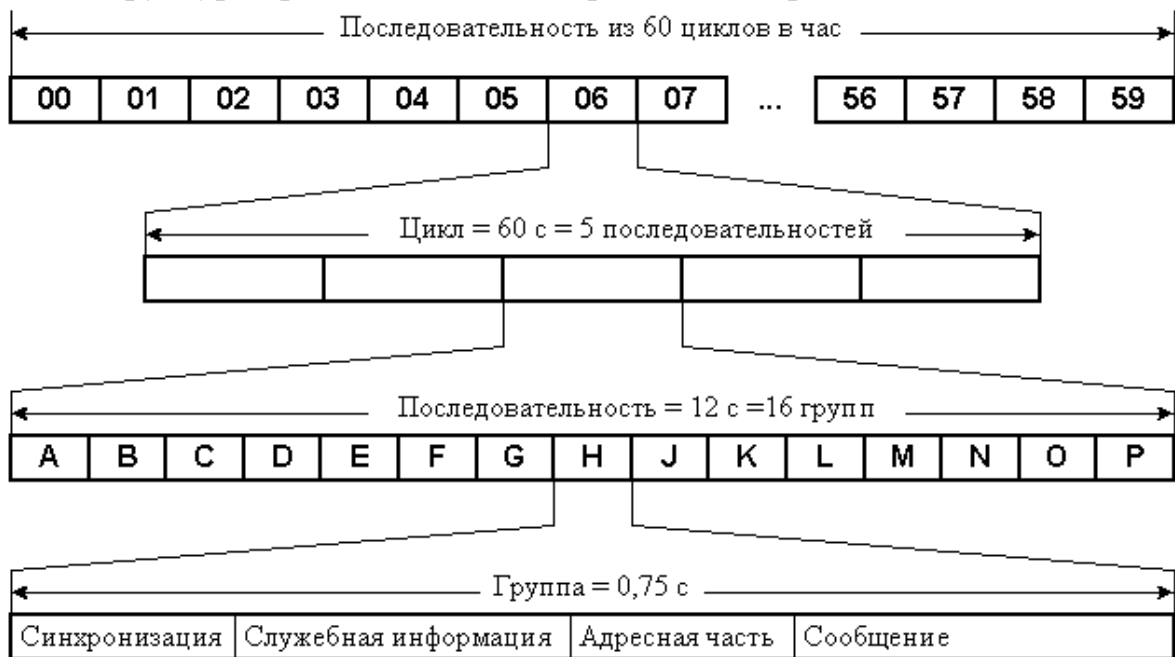 Последовательность из 60 циклов в час
00 01 02 03 04 05 06 07 ... 56 57 58 59
Цикл = 60 с = 5 последовательностей
Последовательность = 12 с =16 групп
A B C D E F G H J K L M N O P
Группа = 0,75 с
Синхронизация Служебная информация Адресная часть Сообщение